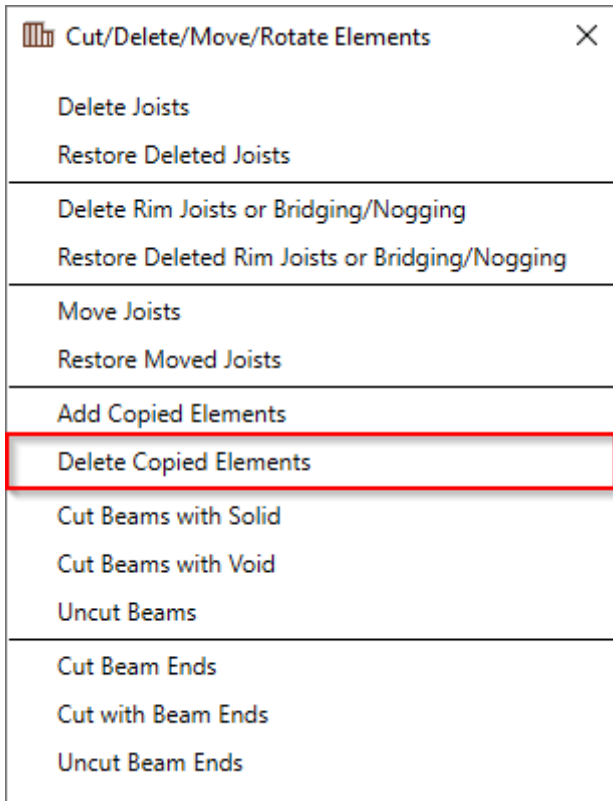 Cut/Delete/Move/Rotate Elements
Delete Joists
Restore Deleted Joists
Delete Rim Joists or Bridging/Nogging
Restore Deleted Rim Joists or Bridging/Nogging
Move Joists
Restore Moved Joists
Add Copied Elements
Delete Copied Elements
Cut Beams with Solid
Cut Beams with Void
Uncut Beams
Cut Beam Ends
Cut with Beam Ends
Uncut Beam Ends